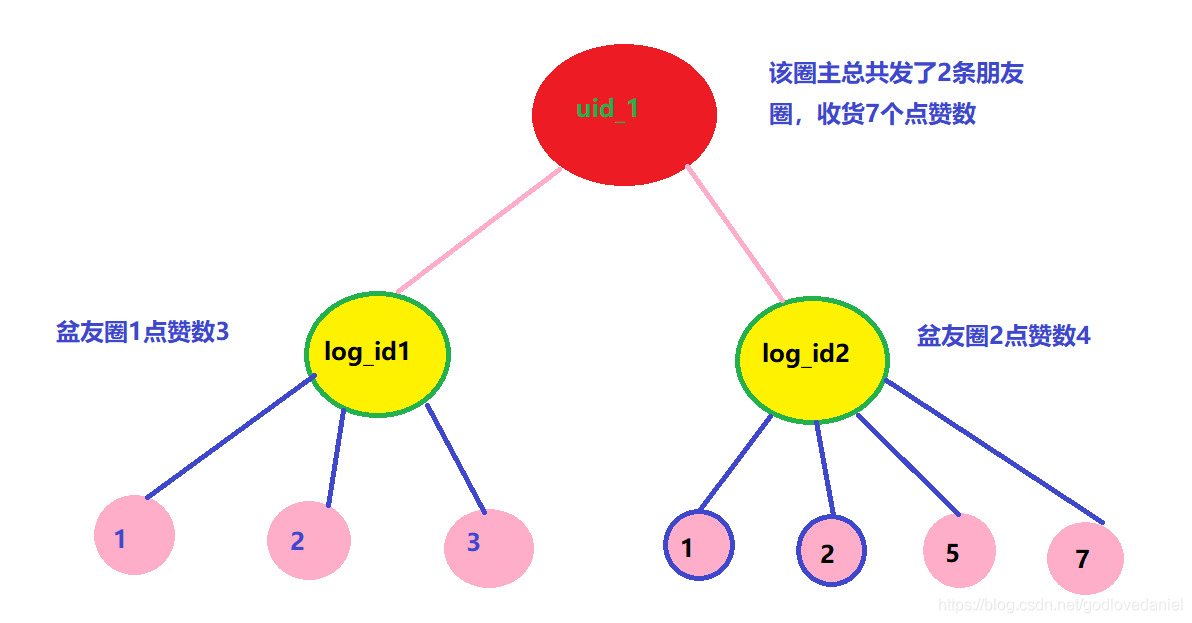 uid_1
该圈主总共发了2条朋友
圈，收货7个点赞数
盆友圈1点赞数3
log_id1
log_id2
盆友圈2点赞数4
1
2
3
1
2
5
7
https://blog.csdn.net/godlovedaniel